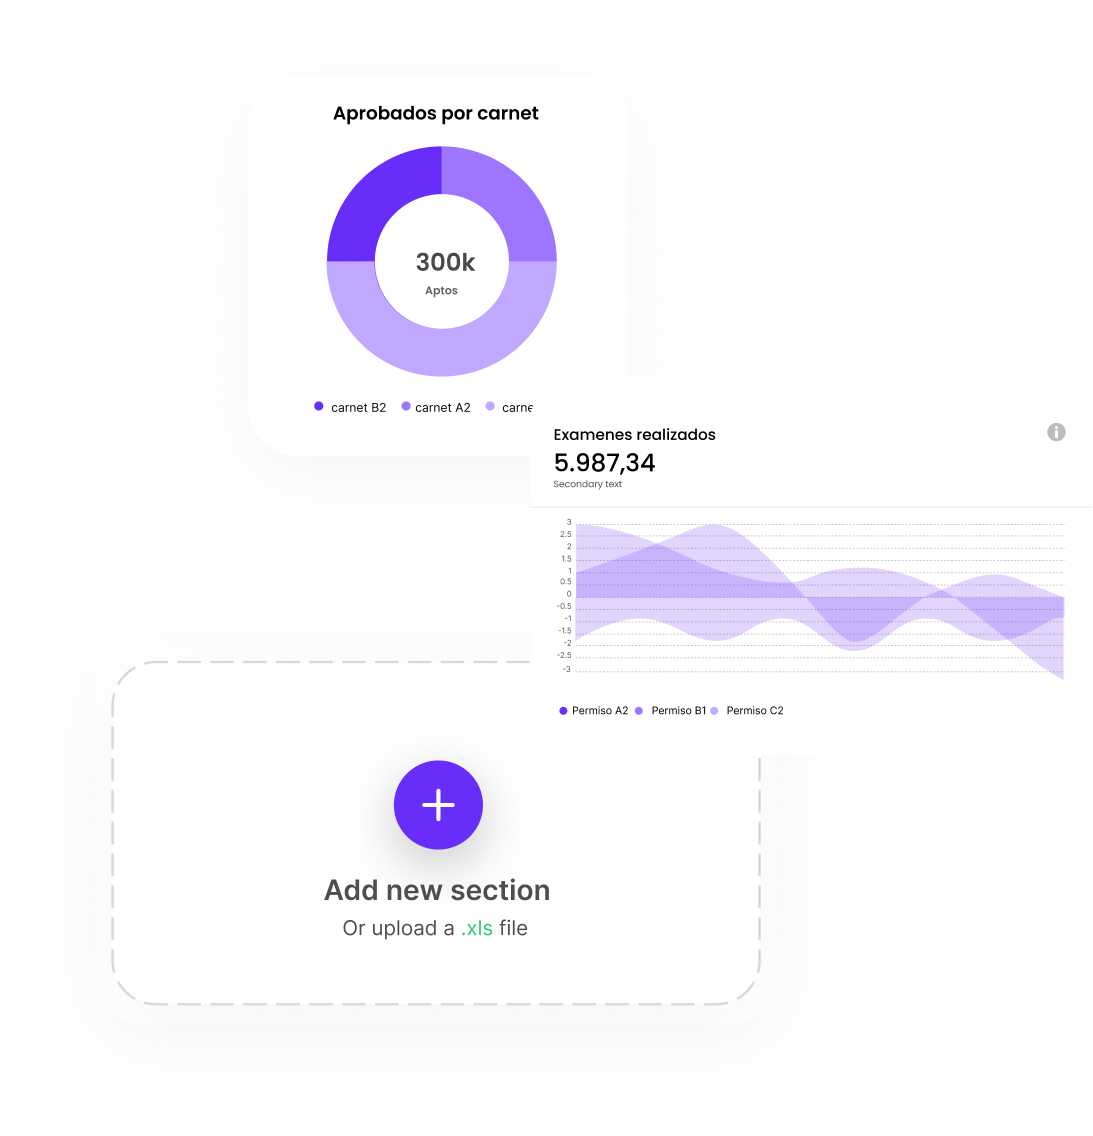 Aprobados por carnet
300k
Aptos
carnet B2 carnet A2
Examenes realizados
5.987,34
Secondary text
3
2.5
2
1.5
1
0.5
0
-0.5
-1
-1.5
-2
-2.5
-3
Permiso A2 Permiso B1 Permiso C2
Add new section
Or upload a .xls file